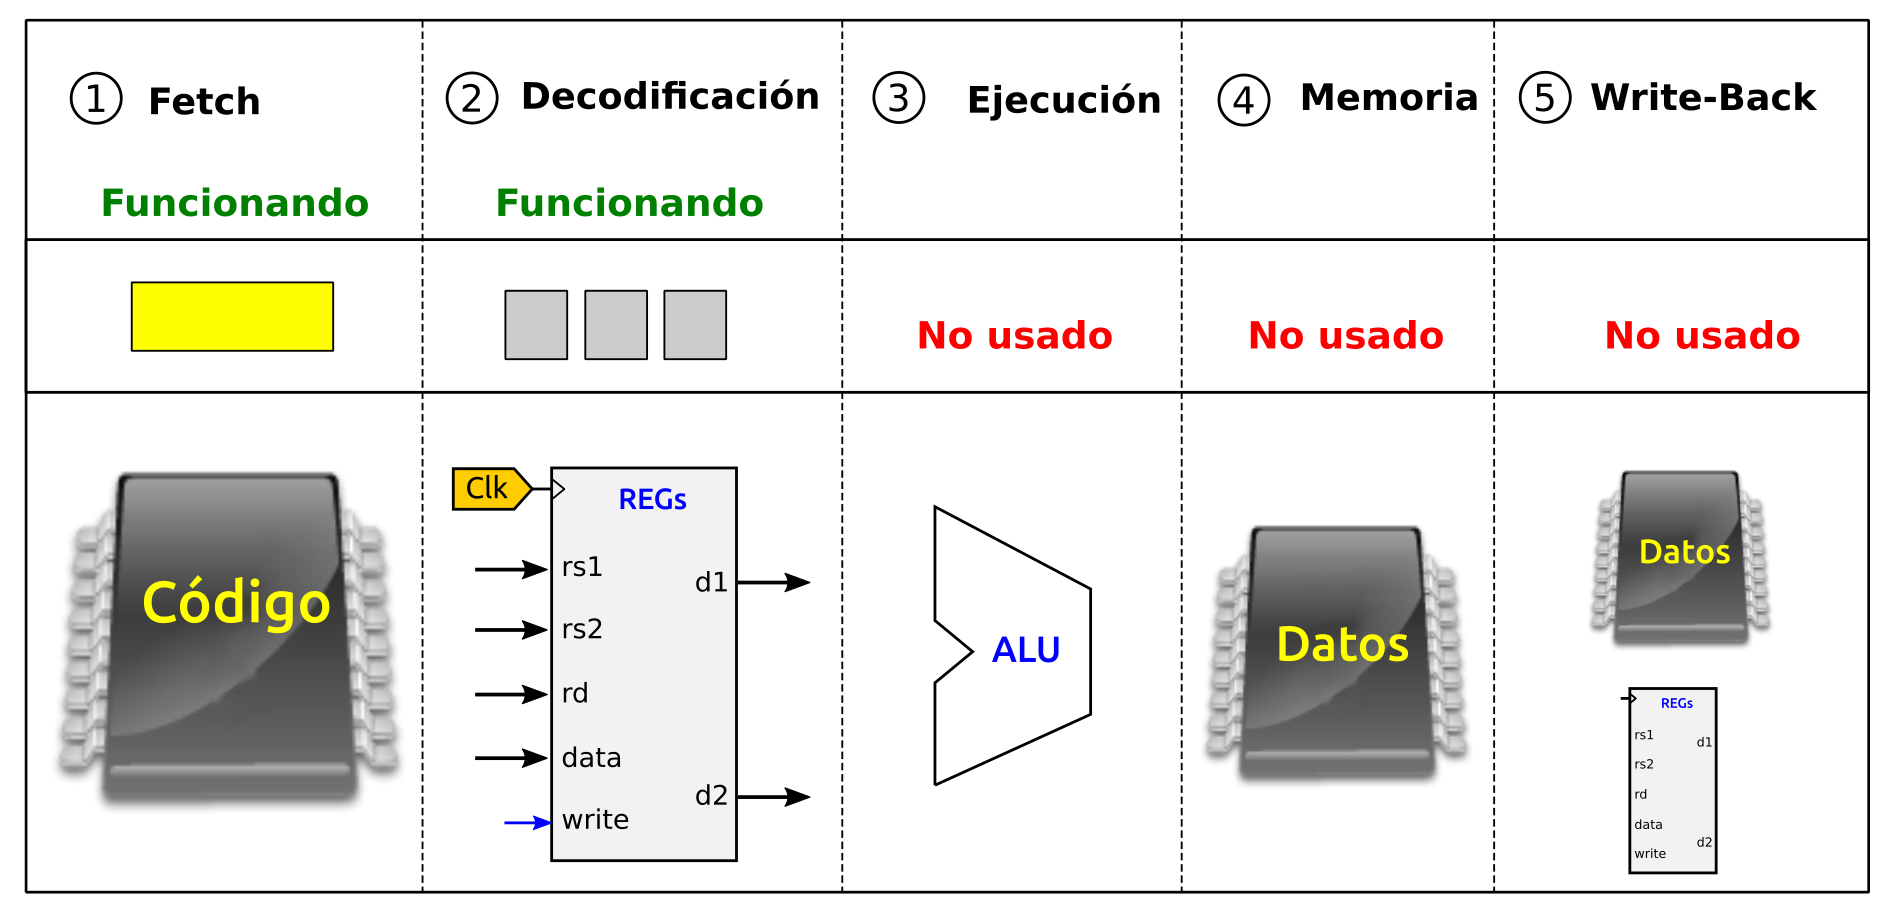 1 Fetch
2 Decodificación
3 Ejecución
4 Memoria
5 Write-Back
Funcionando
Funcionando
No usado
No usado
No usado
Código
Clk
REGs
rs1
d1
rs2
rd
data
d2
write
ALU
Datos
Datos
REGs
rs1
d1
rs2
rd
data
d2
write